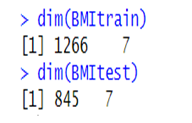 > dim(BMItrain)
[1] 1266 7
> dim(BMItest)
[1] 845 7